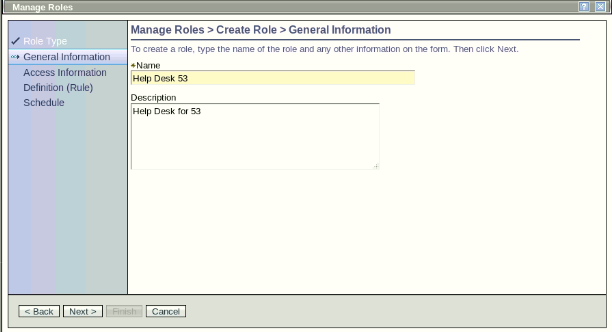 Manage Roles
?
Role Type
General Information
Access Information
Definition (Rule)
Schedule
Manage Roles > Create Role > General Information
To create a role, type the name of the role and any other information on the form. Then click Next.
*Name
Help Desk 53
Description
Help Desk for 53
< Back Next > Finish Cancel